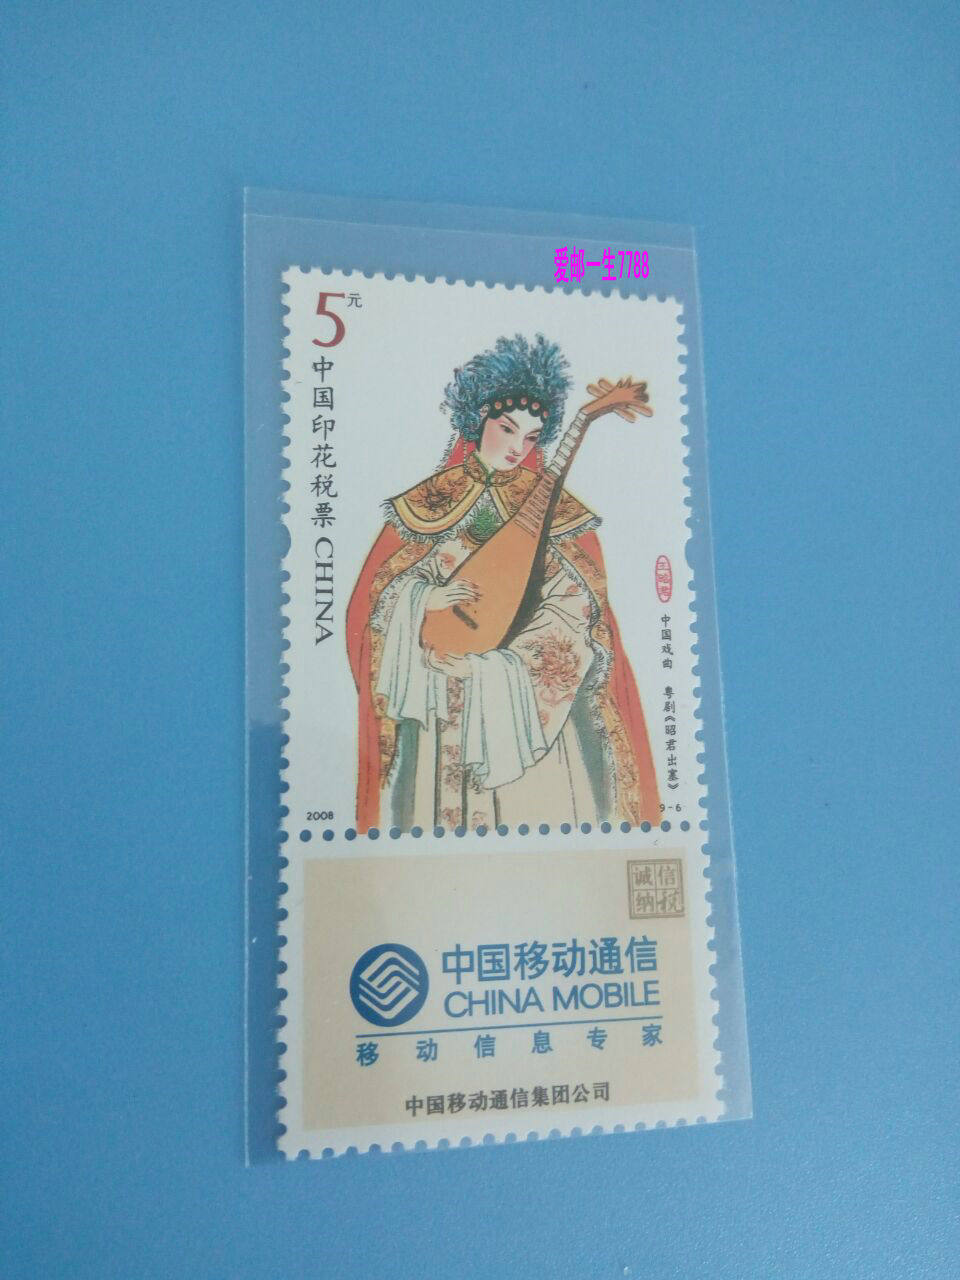 爱邮一生7788
5元
中国印花税票 CHINA
王昭君
中国戏曲 粤剧《昭君出塞》
2008
9-6
诚信
纳税
中国移动通信
CHINA MOBILE
移动信息专家
中国移动通信集团公司